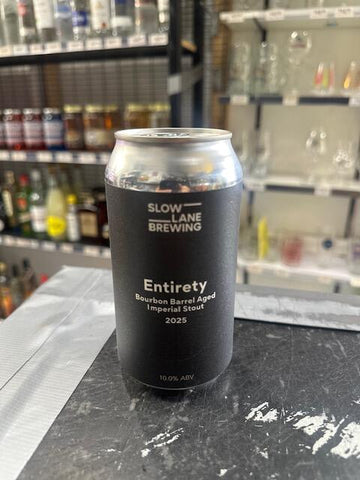 SLOW
LANE
BREWING
Entirety
Bourbon Barrel Aged
Imperial Stout
2025
10.0% ABV